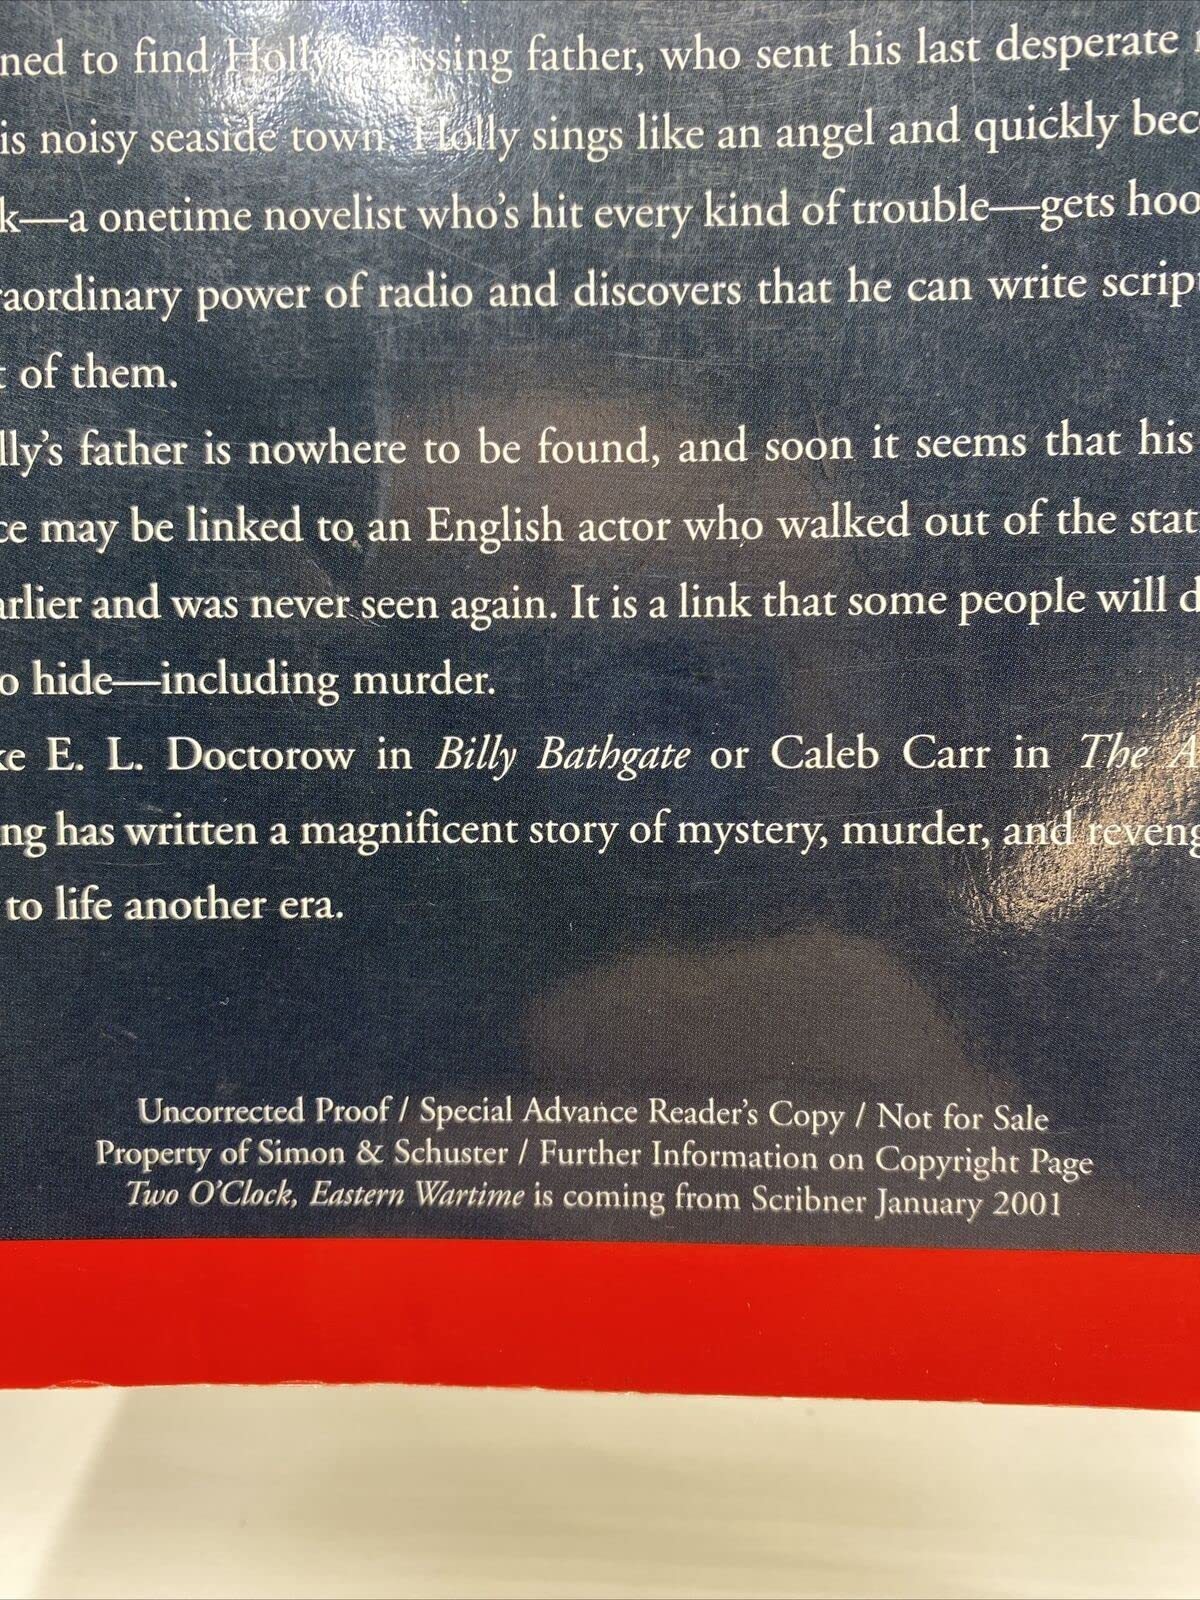 ned to find Holly's missing father, who sent his last desperate
is noisy seaside town. Holly sings like an angel and quickly bec
k—a onetime novelist who's hit every kind of trouble—gets hoo
raordinary power of radio and discovers that he can write scrip
t of them.
lly's father is nowhere to be found, and soon it seems that his
ce may be linked to an English actor who walked out of the stat
arlier and was never seen again. It is a link that some people will d
o hide—including murder.
ke E. L. Doctorow in Billy Bathgate or Caleb Carr in The A
ng has written a magnificent story of mystery, murder, and reveng
to life another era.
Uncorrected Proof / Special Advance Reader's Copy / Not for Sale
Property of Simon & Schuster / Further Information on Copyright Page
Two O'Clock, Eastern Wartime is coming from Scribner January 2001